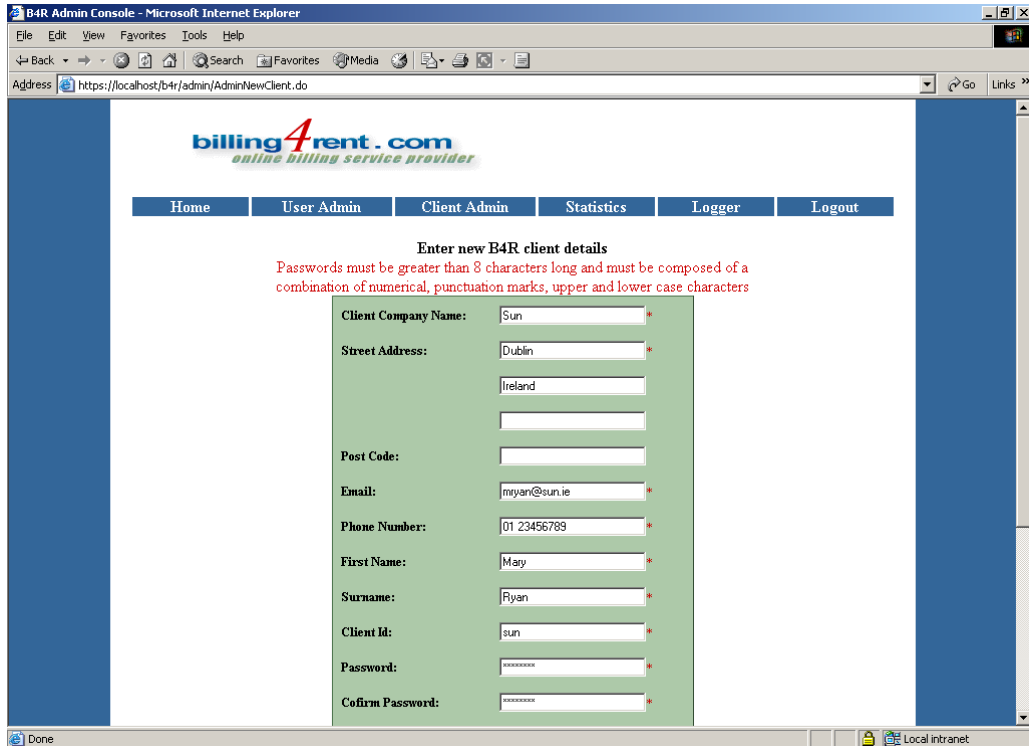 B4R Admin Console - Microsoft Internet Explorer
File Edit View Favorites Tools Help
Back Search Favorites Media
Address https://localhost/b4r/admin/AdminNewClient.do Go Links »
billing4rent.com
online billing service provider
Home User Admin Client Admin Statistics Logger Logout
Enter new B4R client details
Passwords must be greater than 8 characters long and must be composed of a
combination of numerical, punctuation marks, upper and lower case characters
Client Company Name: Sun *
Street Address: Dublin *
Ireland
Post Code:
Email: mryan@sun.ie *
Phone Number: 01 23456789 *
First Name: Mary *
Surname: Ryan *
Client Id: sun *
Password: ******** *
Cofirm Password: ******** *
Done Local intranet